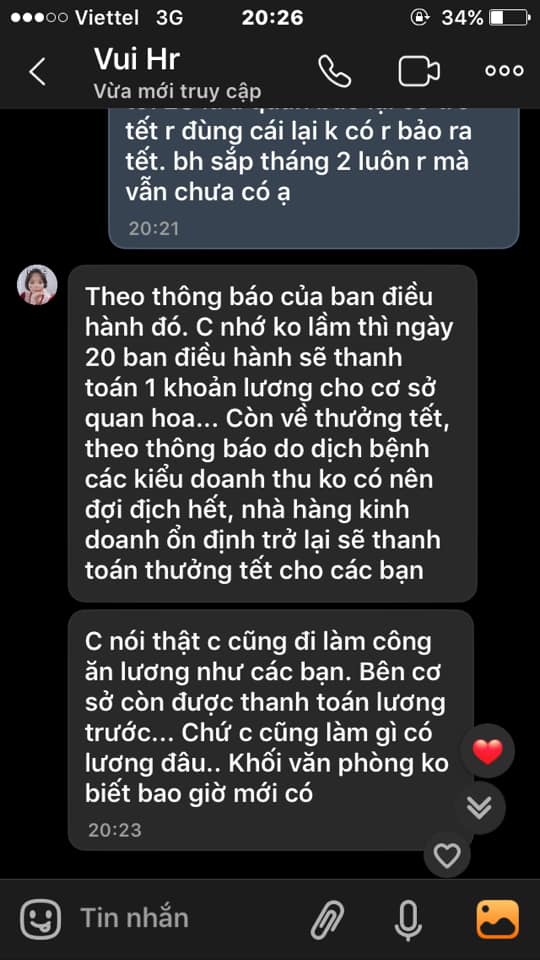 Viettel 3G 20:26 34%
Vui Hr
Vừa mới truy cập
tết r đùng cái lại k có r bảo ra
tết. bh sắp tháng 2 luôn r mà
vẫn chưa có ạ
20:21
Theo thông báo của ban điều
hành đó. C nhớ ko lầm thì ngày
20 ban điều hành sẽ thanh
toán 1 khoản lương cho cơ sở
quan hoa... Còn về thưởng tết,
theo thông báo do dịch bệnh
các kiểu doanh thu ko có nên
đợi địch hết, nhà hàng kinh
doanh ổn định trở lại sẽ thanh
toán thưởng tết cho các bạn
C nói thật c cũng đi làm công
ăn lương như các bạn. Bên cơ
sở còn được thanh toán lương
trước... Chứ c cũng làm gì có
lương đâu.. Khối văn phòng ko
biết bao giờ mới có
20:23
Tin nhắn